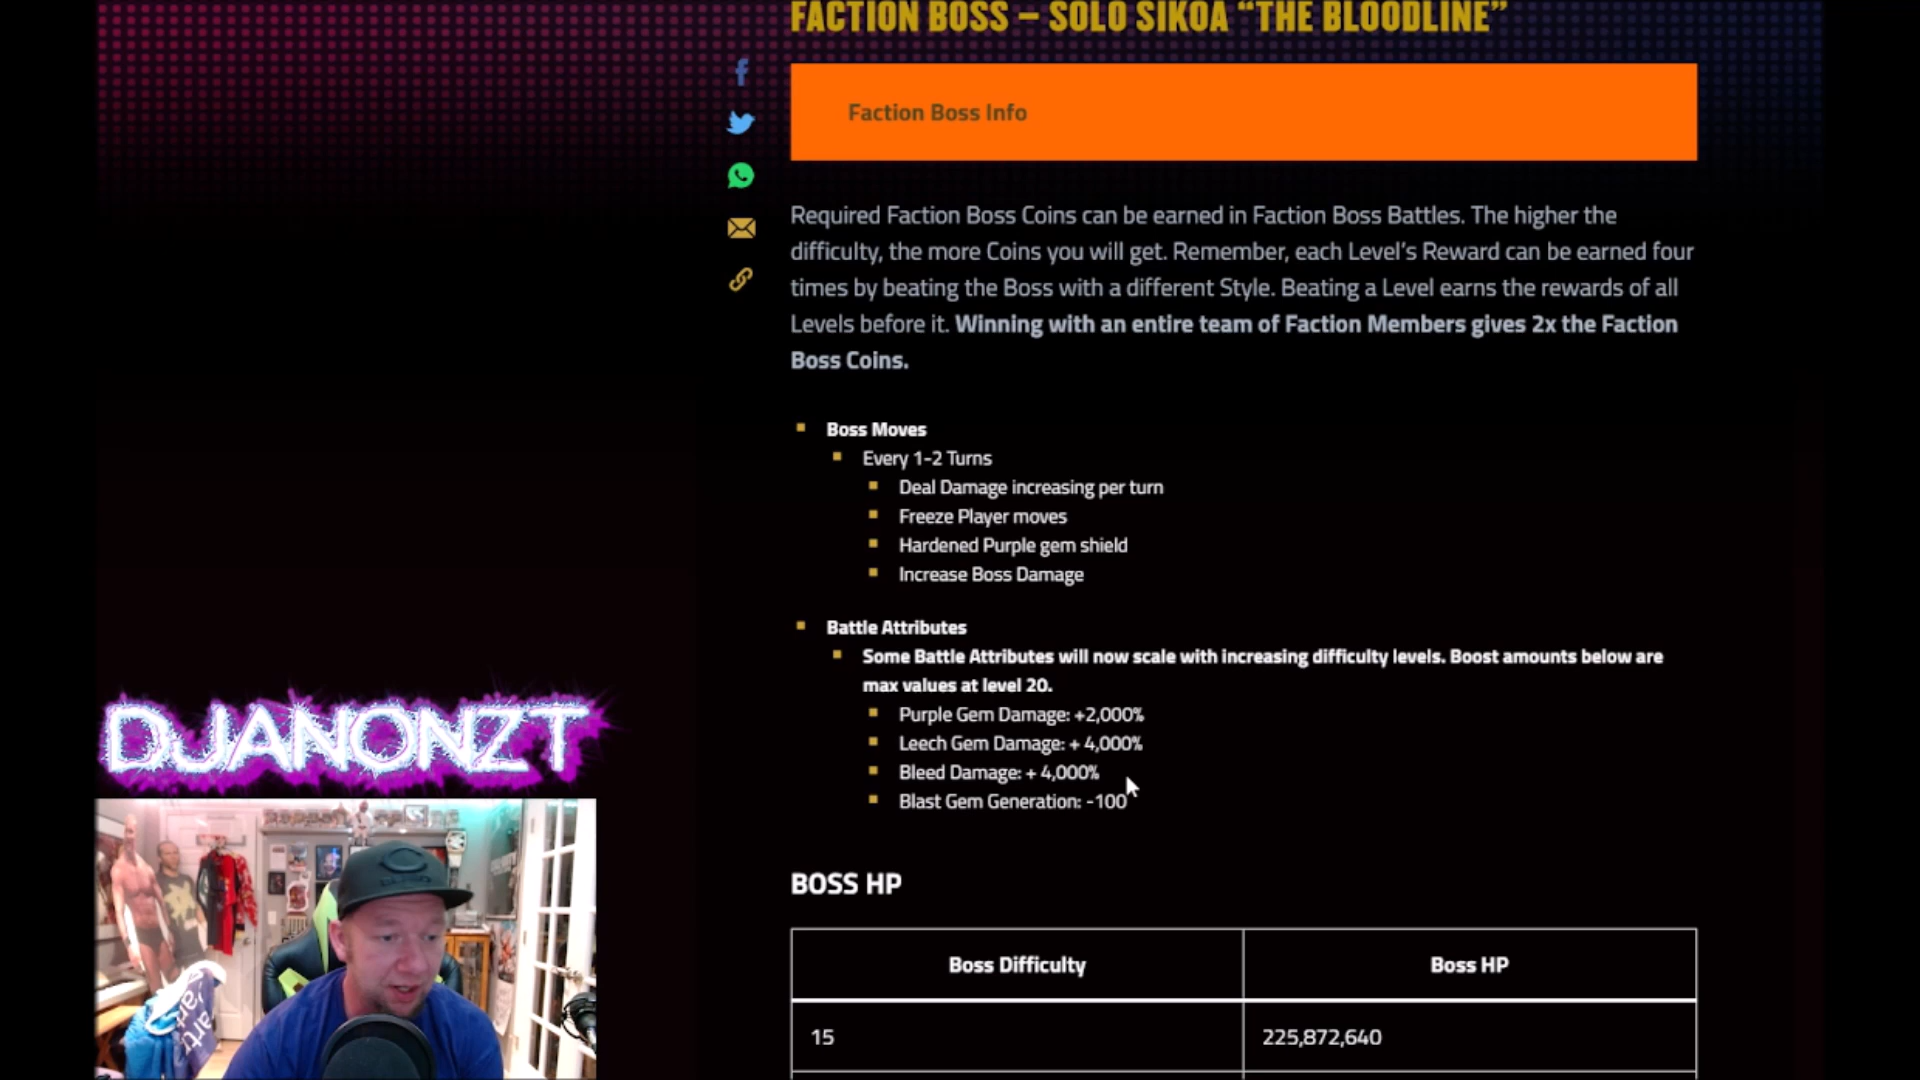 FACTION BOSS – SOLO SIKOA “THE BLOODLINE”
Faction Boss Info
Required Faction Boss Coins can be earned in Faction Boss Battles. The higher the
difficulty, the more Coins you will get. Remember, each Level’s Reward can be earned four
times by beating the Boss with a different Style. Beating a Level earns the rewards of all
Levels before it. Winning with an entire team of Faction Members gives 2x the Faction
Boss Coins.
Boss Moves
Every 1-2 Turns
Deal Damage increasing per turn
Freeze Player moves
Hardened Purple gem shield
Increase Boss Damage
Battle Attributes
Some Battle Attributes will now scale with increasing difficulty levels. Boost amounts below are
max values at level 20.
Purple Gem Damage: +2,000%
Leech Gem Damage: + 4,000%
Bleed Damage: + 4,000%
Blast Gem Generation: -100
DJANONZT
BOSS HP
Boss Difficulty Boss HP
15 225,872,640